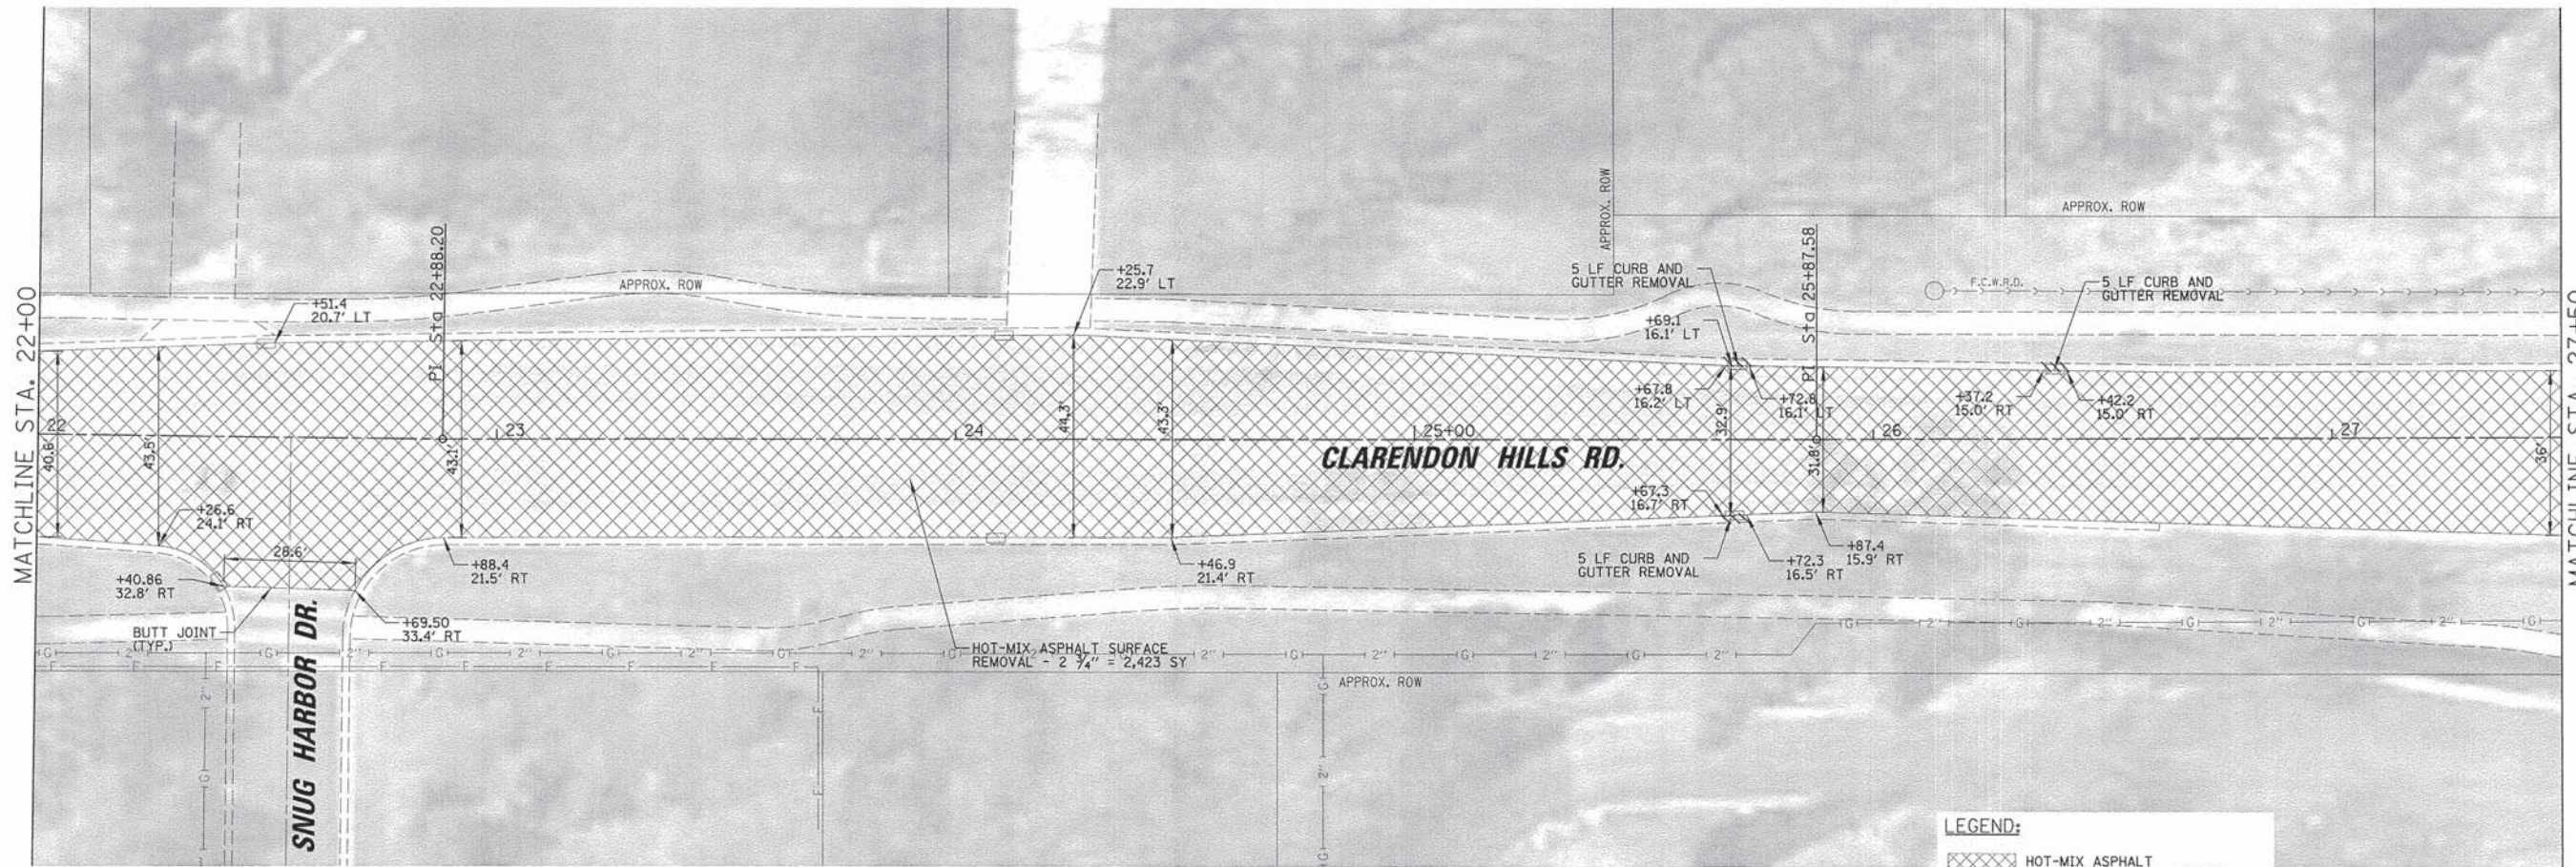 MATCHLINE STA. 22+00
PI Sta 22+88.20
PI Sta 25+87.58
+51.4
20.7' LT
APPROX. ROW
+25.7
22.9' LT
5 LF CURB AND
GUTTER REMOVAL
APPROX. ROW
APPROX. ROW
F.C.W.R.D.
5 LF CURB AND
GUTTER REMOVAL
+69.1
16.1' LT
+67.8
16.2' LT
+72.8
16.1' LT
+37.2
15.0' RT
+42.2
15.0' RT
22
23
24
25+00
26
27
40.6'
43.5'
43.1'
44.3'
43.3'
32.9'
31.8'
36'
CLARENDON HILLS RD.
+26.6
24.1' RT
28.6'
+40.86
32.8' RT
+88.4
21.5' RT
+46.9
21.4' RT
+67.3
16.7' RT
5 LF CURB AND
GUTTER REMOVAL
+72.3
16.5' RT
+87.4
15.9' RT
BUTT JOINT
(TYP.)
+69.50
33.4' RT
SNUG HARBOR DR.
HOT-MIX ASPHALT SURFACE
REMOVAL - 2 3/4" = 2,423 SY
APPROX. ROW
LEGEND:
HOT-MIX ASPHALT